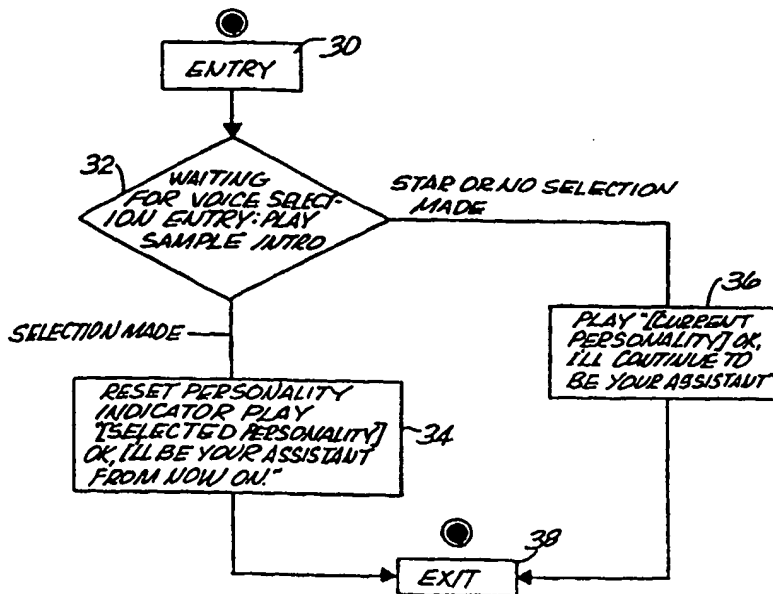 30
ENTRY
32
WAITING
FOR VOICE SELECT-
ION ENTRY: PLAY
SAMPLE INTRO
STAR OR NO SELECTION
MADE
36
PLAY "[CURRENT
PERSONALITY] OK,
I'LL CONTINUE TO
BE YOUR ASSISTANT
SELECTION MADE
RESET PERSONALITY
INDICATOR PLAY
"[SELECTED PERSONALITY]
OK, I'LL BE YOUR ASSISTANT
FROM NOW ON."
34
38
EXIT